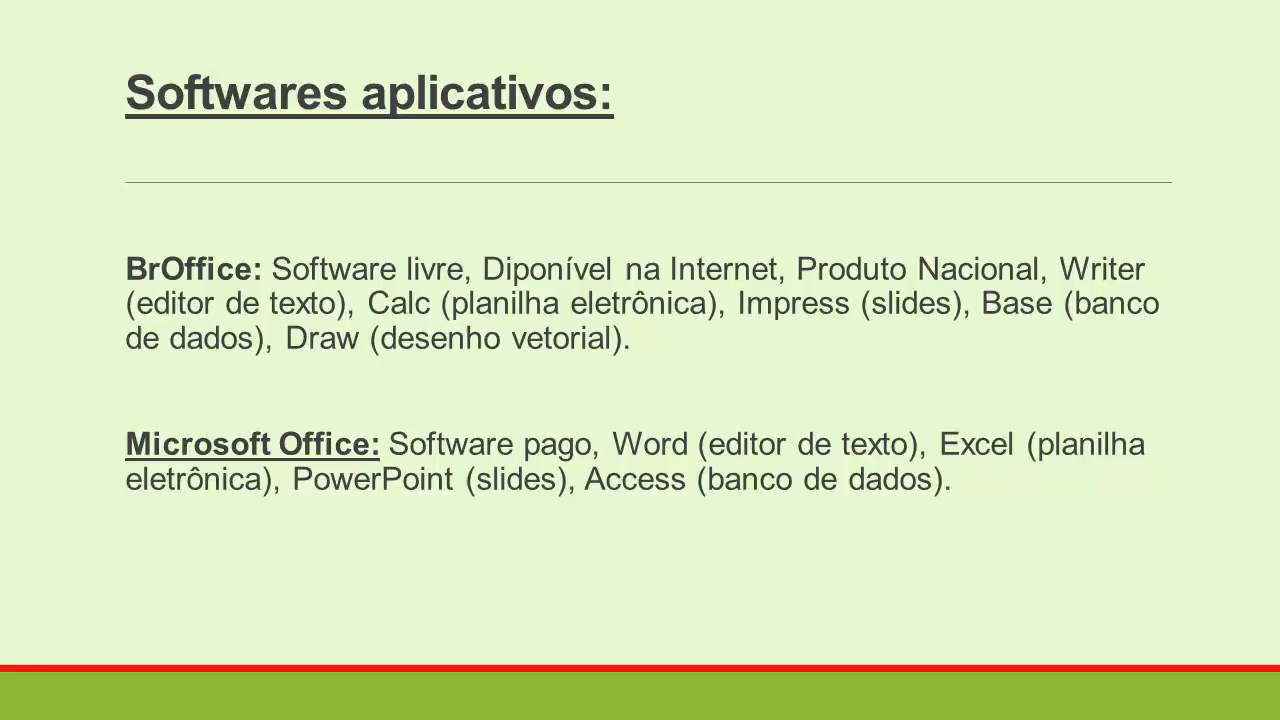 Softwares aplicativos:
BrOffice: Software livre, Diponível na Internet, Produto Nacional, Writer
(editor de texto), Calc (planilha eletrônica), Impress (slides), Base (banco
de dados), Draw (desenho vetorial).
Microsoft Office: Software pago, Word (editor de texto), Excel (planilha
eletrônica), PowerPoint (slides), Access (banco de dados).